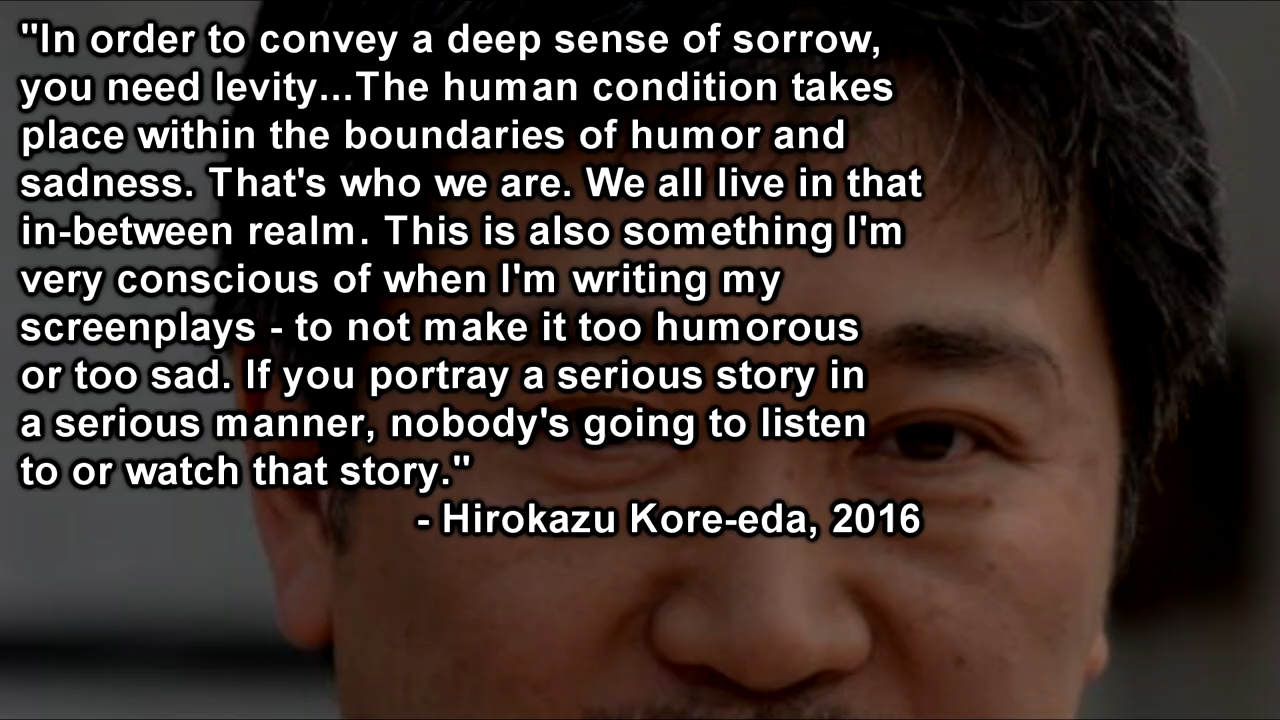 "In order to convey a deep sense of sorrow,
you need levity...The human condition takes
place within the boundaries of humor and
sadness. That's who we are. We all live in that
in-between realm. This is also something I'm
very conscious of when I'm writing my
screenplays - to not make it too humorous
or too sad. If you portray a serious story in
a serious manner, nobody's going to listen
to or watch that story."
- Hirokazu Kore-eda, 2016